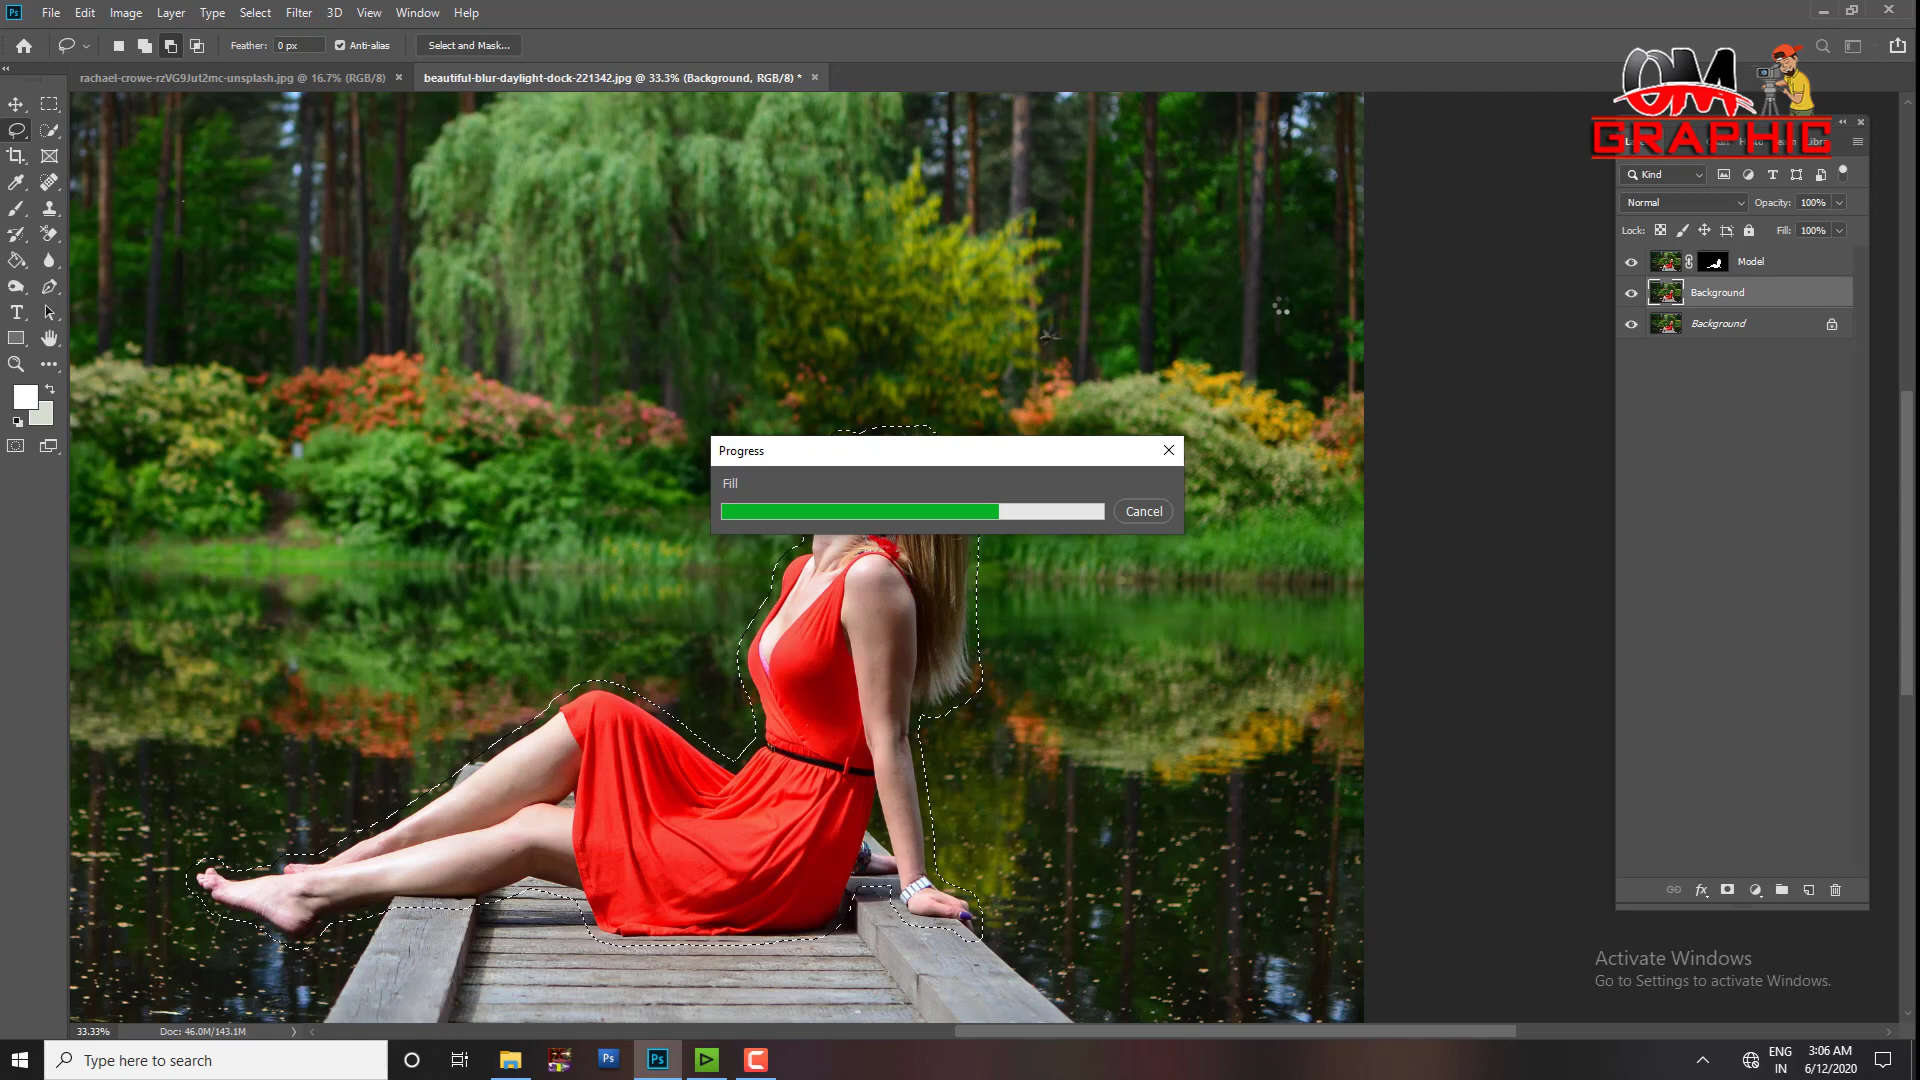 File Edit Image Layer Type Select Filter 3D View Window Help
Feather: 0 px Anti-alias Select and Mask...
rachael-crowe-rzVG9Jut2mc-unsplash.jpg @ 16.7% (RGB/8) × beautiful-blur-daylight-dock-221342.jpg @ 33.3% (Background, RGB/8) * ×
OM
GRAPHIC
Kind
Normal Opacity: 100%
Lock: Fill: 100%
Model
Background
Background
Progress
Fill
Cancel
Activate Windows
Go to Settings to activate Windows.
33.33% Doc: 46.0M/143.1M
Type here to search
Ps
Ps
ENG
IN
3:06 AM
6/12/2020